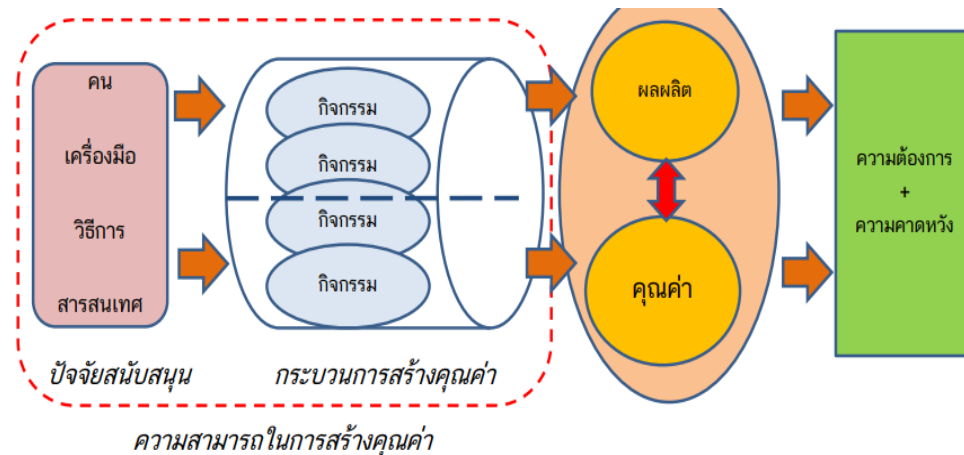 คน
เครื่องมือ
วิธีการ
สารสนเทศ
กิจกรรม
กิจกรรม
กิจกรรม
กิจกรรม
ผลผลิต
คุณค่า
ความต้องการ
+
ความคาดหวัง
ปัจจัยสนับสนุน
กระบวนการสร้างคุณค่า
ความสามารถในการสร้างคุณค่า